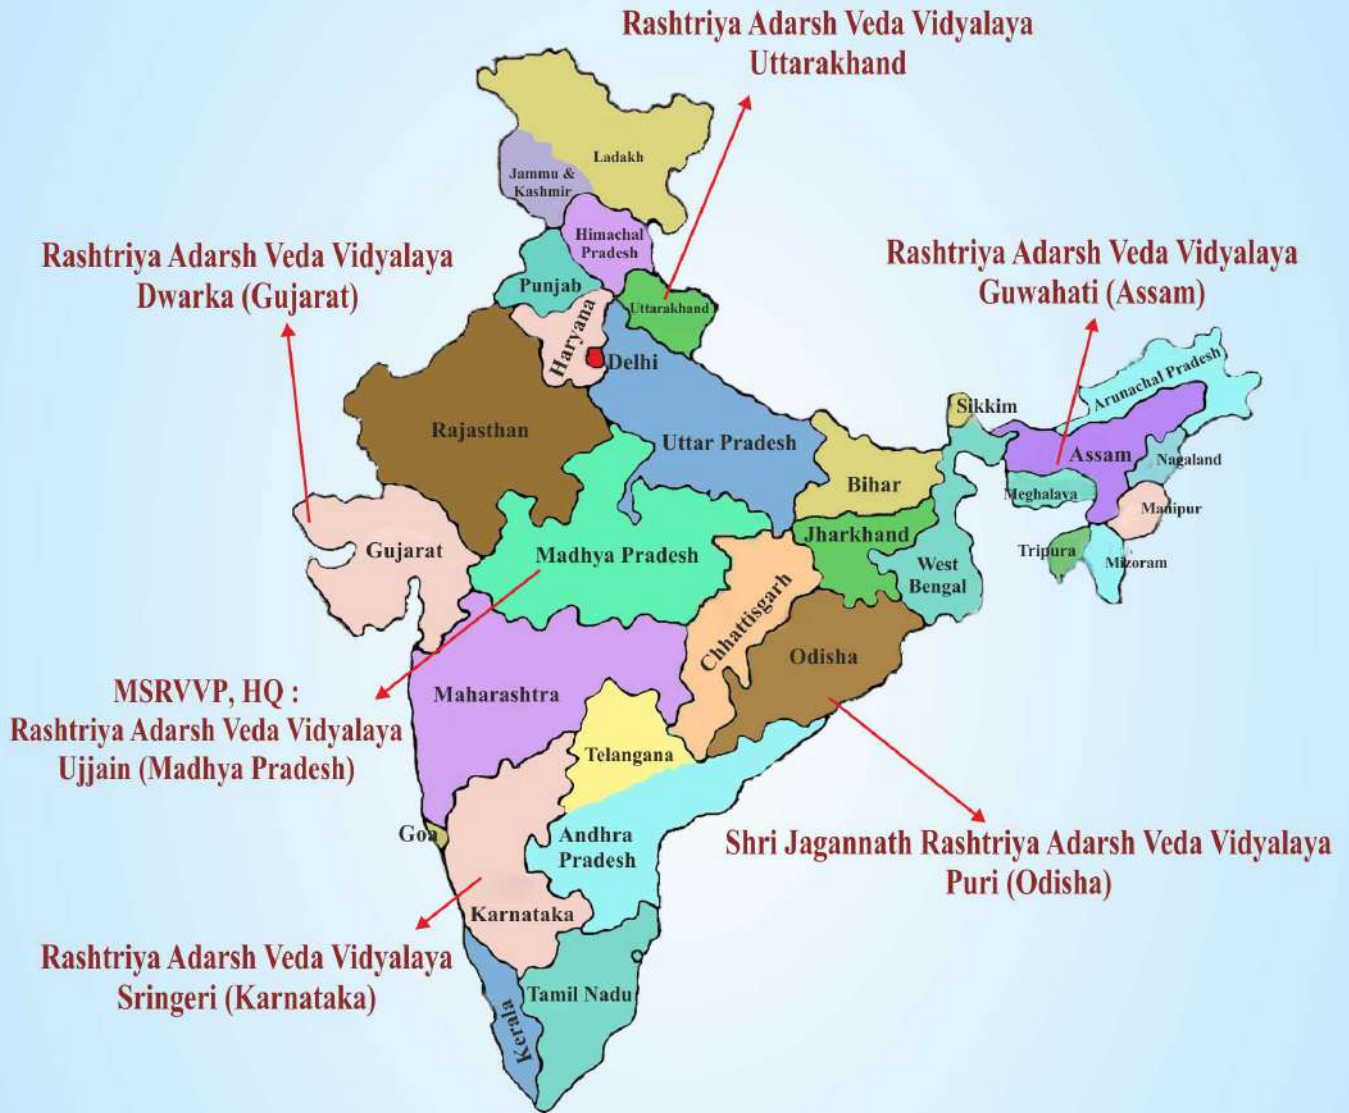 Rashtriya Adarsh Veda Vidyalaya
Uttarakhand
Ladakh
Jammu &
Kashmir
Himachal
Pradesh
Rashtriya Adarsh Veda Vidyalaya
Dwarka (Gujarat)
Rashtriya Adarsh Veda Vidyalaya
Guwahati (Assam)
Punjab
Uttarakhand
Haryana
Delhi
Arunachal Pradesh
Sikkim
Rajasthan
Uttar Pradesh
Assam
Nagaland
Bihar
Meghalaya
Manipur
Jharkhand
Gujarat
Madhya Pradesh
Tripura
West
Bengal
Mizoram
Chhattisgarh
Odisha
MSRVVP, HQ :
Rashtriya Adarsh Veda Vidyalaya
Ujjain (Madhya Pradesh)
Maharashtra
Telangana
Goa
Andhra
Pradesh
Shri Jagannath Rashtriya Adarsh Veda Vidyalaya
Puri (Odisha)
Karnataka
Rashtriya Adarsh Veda Vidyalaya
Sringeri (Karnataka)
Tamil Nadu
Kerala